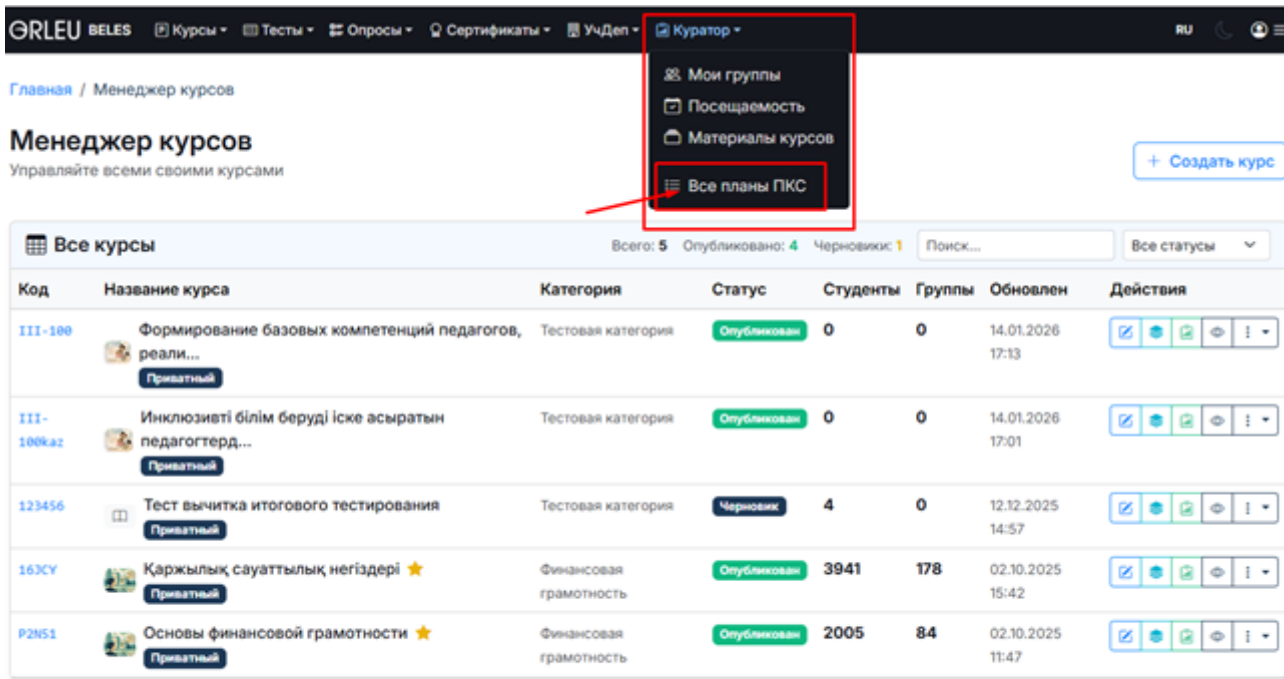 ӨRLEU BELES Курсы Тесты Опросы Сертификаты УчДеп Куратор RU
Мои группы
Посещаемость
Материалы курсов
Все планы ПКС
Главная / Менеджер курсов
Менеджер курсов
Управляйте всеми своими курсами
+ Создать курс
Все курсы Всего: 5 Опубликовано: 4 Черновики: 1 Поиск... Все статусы
Код Название курса Категория Статус Студенты Группы Обновлен Действия
III-100 Формирование базовых компетенций педагогов, Тестовая категория Опубликован 0 0 14.01.2026
реали... 17:13
Приватный
III- Инклюзивті білім беруді іске асыратын Тестовая категория Опубликован 0 0 14.01.2026
100kaz педагогтерд... 17:01
Приватный
123456 Тест вычитка итогового тестирования Тестовая категория Черновик 4 0 12.12.2025
Приватный 14:57
163CY Қаржылық сауаттылық негіздері Финансовая Опубликован 3941 178 02.10.2025
Приватный грамотность 15:42
P2N51 Основы финансовой грамотности Финансовая Опубликован 2005 84 02.10.2025
Приватный грамотность 11:47